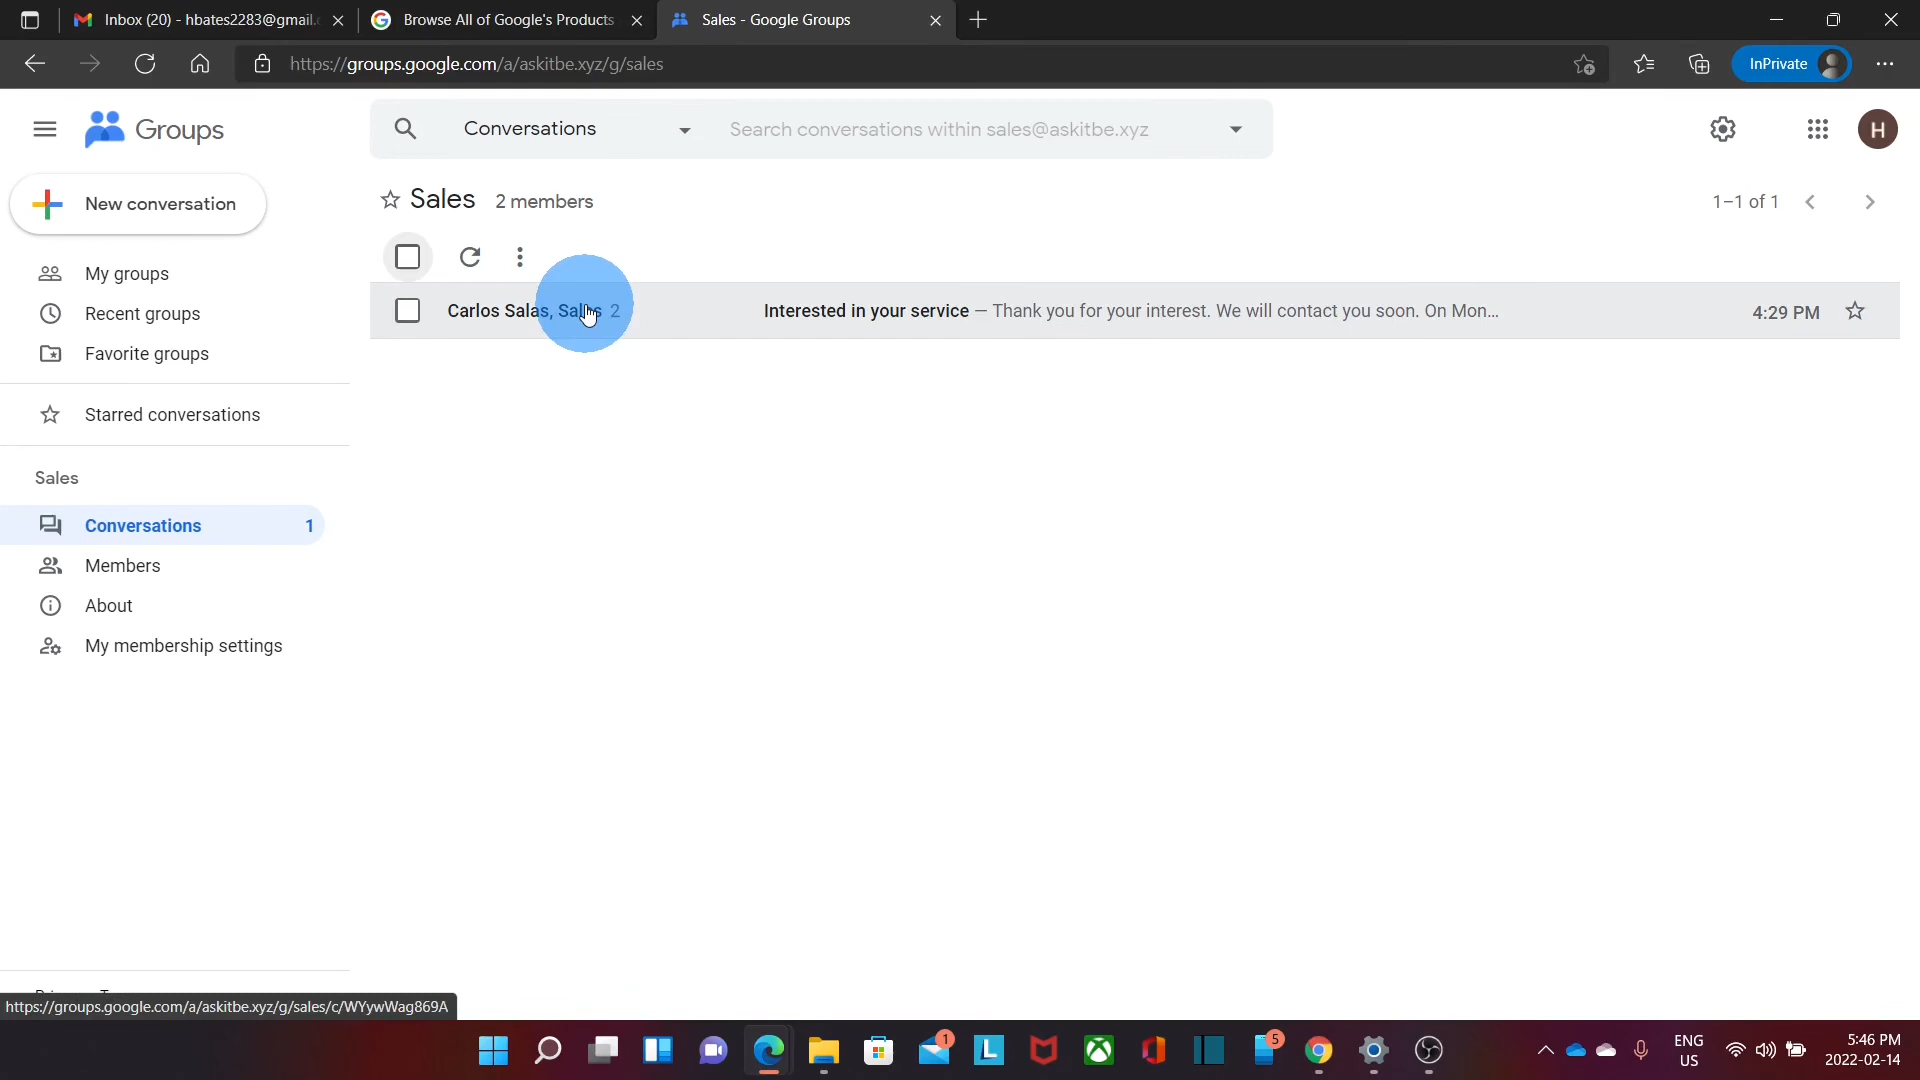 Inbox (20) - hbates2283@gmail.
Browse All of Google's Products
Sales - Google Groups
https://groups.google.com/a/askitbe.xyz/g/sales
InPrivate
Groups
Conversations
Search conversations within sales@askitbe.xyz
H
New conversation
Sales
2 members
1–1 of 1
My groups
Recent groups
Favorite groups
Starred conversations
Sales
Conversations 1
Members
About
My membership settings
Carlos Salas, Sales 2
Interested in your service – Thank you for your interest. We will contact you soon. On Mon...
4:29 PM
https://groups.google.com/a/askitbe.xyz/g/sales/c/WYywWag869A
1
L
5
ENG
US
5:46 PM
2022-02-14